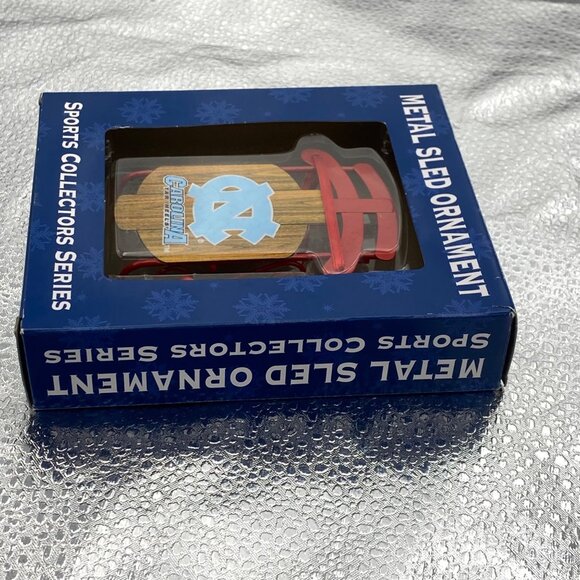 METAL SLED ORNAMENT
SPORTS COLLECTORS SERIES
NC
CAROLINA
METAL SLED ORNAMENT
SPORTS COLLECTORS SERIES